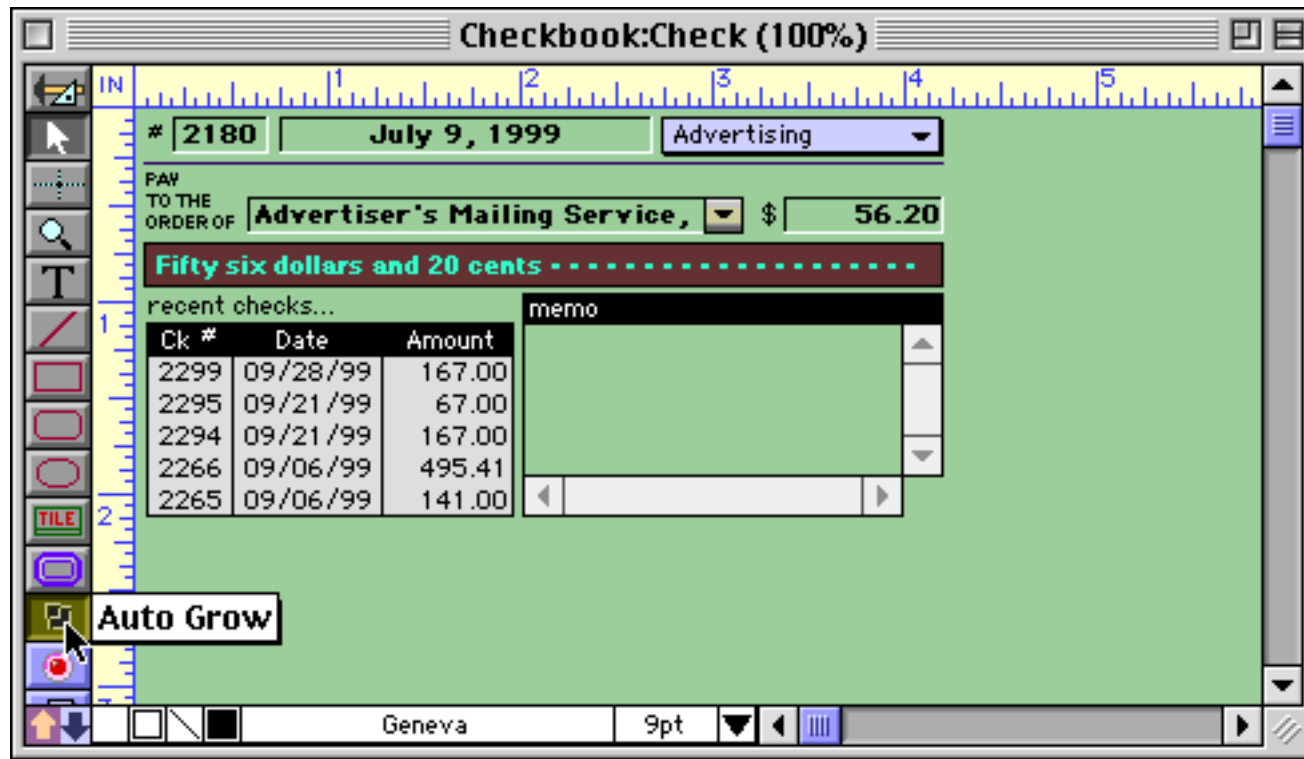 Checkbook:Check (100%)
IN 1 2 3 4 5
# 2180 July 9, 1999 Advertising
PAY
TO THE
ORDER OF Advertiser's Mailing Service, $ 56.20
Fifty six dollars and 20 cents - - - - - - - - - - - - - - - - - - - -
recent checks... memo
1
Ck # Date Amount
2299 09/28/99 167.00
2295 09/21/99 67.00
2294 09/21/99 167.00
2266 09/06/99 495.41
2265 09/06/99 141.00
T
TILE 2
Auto Grow
Geneva 9pt